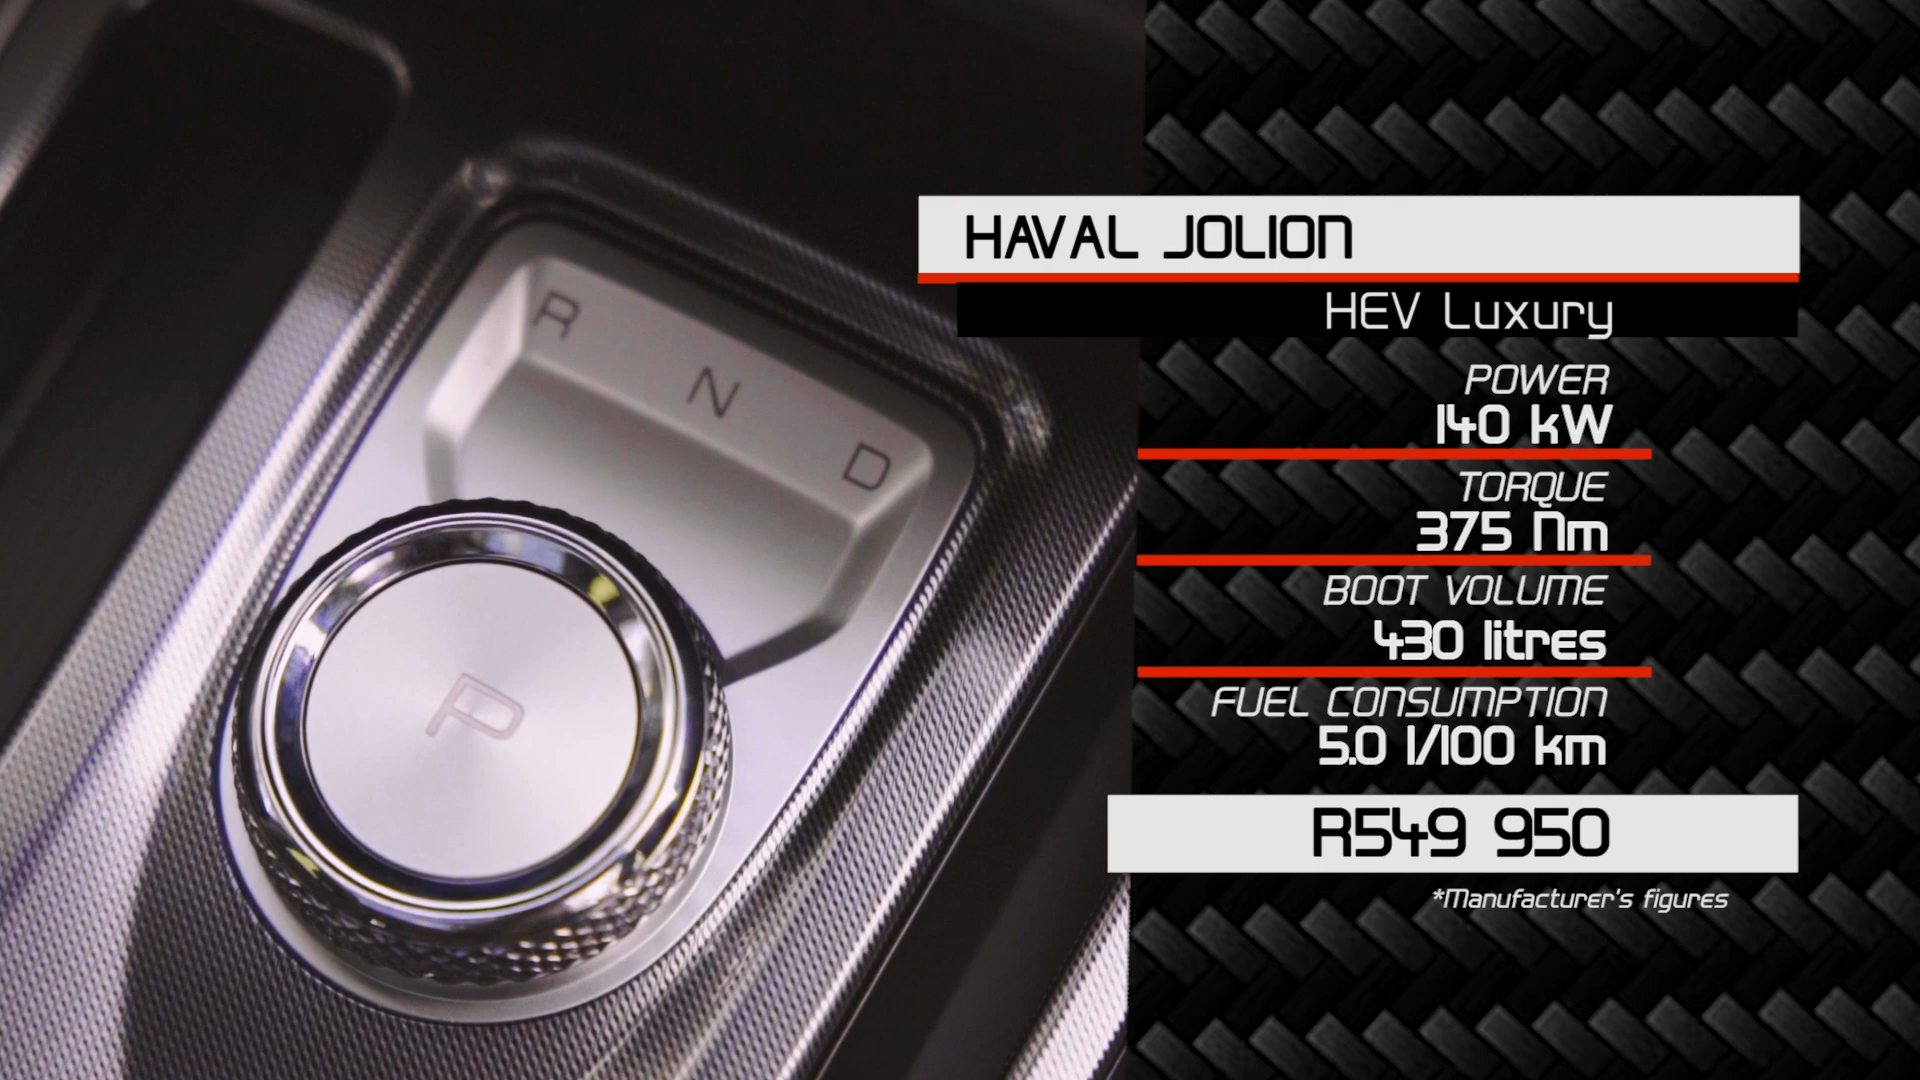 R
N
D
P
HAVAL JOLION
HEV Luxury
POWER
140 kW
TORQUE
375 Nm
BOOT VOLUME
430 litres
FUEL CONSUMPTION
5.0 l/100 km
R549 950
*Manufacturer's figures